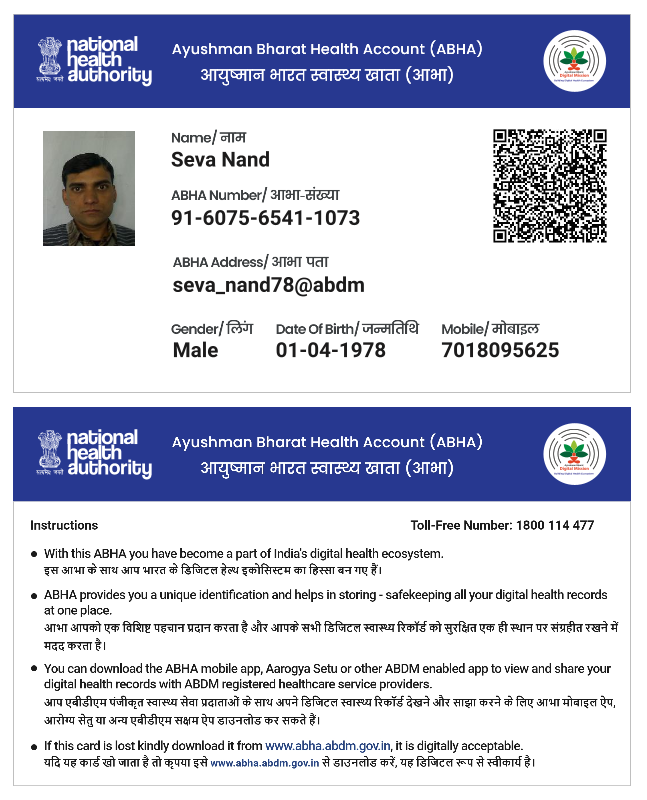 national
health
authority
सत्यमेव जयते
Ayushman Bharat Health Account (ABHA)
आयुष्मान भारत स्वास्थ्य खाता (आभा)
Digital Mission
Name/ नाम
Seva Nand
ABHA Number/ आभा-संख्या
91-6075-6541-1073
ABHA Address/ आभा पता
seva_nand78@abdm
Gender/ लिंग Date Of Birth/ जन्मतिथि Mobile/ मोबाइल
Male 01-04-1978 7018095625
national
health
authority
सत्यमेव जयते
Ayushman Bharat Health Account (ABHA)
आयुष्मान भारत स्वास्थ्य खाता (आभा)
Digital Mission
Instructions Toll-Free Number: 1800 114 477
• With this ABHA you have become a part of India's digital health ecosystem.
इस आभा के साथ आप भारत के डिजिटल हेल्थ इकोसिस्टम का हिस्सा बन गए हैं।
• ABHA provides you a unique identification and helps in storing - safekeeping all your digital health records
at one place.
आभा आपको एक विशिष्ट पहचान प्रदान करता है और आपके सभी डिजिटल स्वास्थ्य रिकॉर्ड को सुरक्षित एक ही स्थान पर संग्रहीत रखने में
मदद करता है।
• You can download the ABHA mobile app, Aarogya Setu or other ABDM enabled app to view and share your
digital health records with ABDM registered healthcare service providers.
आप एबीडीएम पंजीकृत स्वास्थ्य सेवा प्रदाताओं के साथ अपने डिजिटल स्वास्थ्य रिकॉर्ड देखने और साझा करने के लिए आभा मोबाइल ऐप,
आरोग्य सेतु या अन्य एबीडीएम सक्षम ऐप डाउनलोड कर सकते हैं।
• If this card is lost kindly download it from www.abha.abdm.gov.in, it is digitally acceptable.
यदि यह कार्ड खो जाता है तो कृपया इसे www.abha.abdm.gov.in से डाउनलोड करें, यह डिजिटल रूप से स्वीकार्य है।